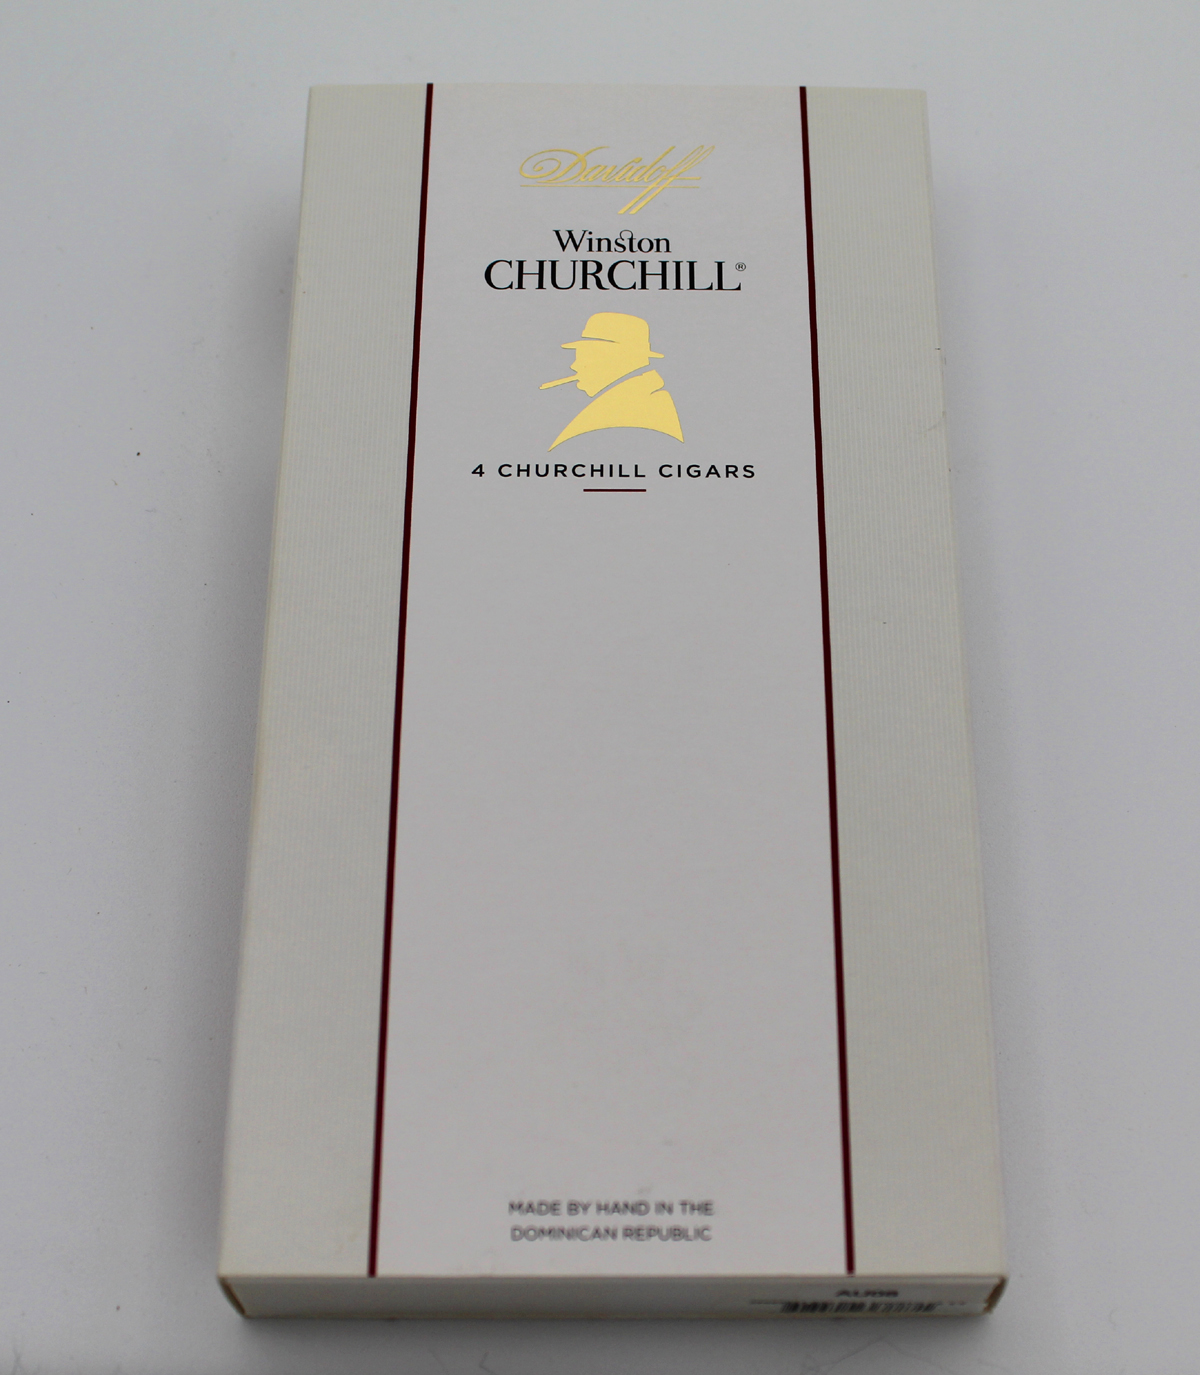 Davidoff
Winston
CHURCHILL®
4 CHURCHILL CIGARS
MADE BY HAND IN THE
DOMINICAN REPUBLIC